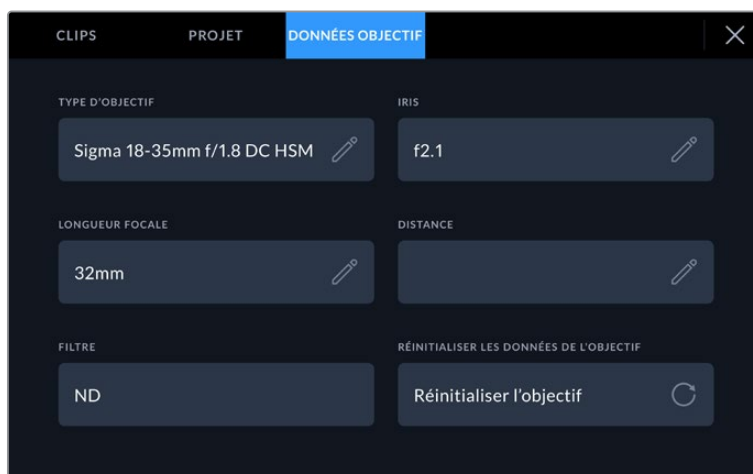 CLIPS PROJET DONNÉES OBJECTIF
TYPE D'OBJECTIF IRIS
Sigma 18-35mm f/1.8 DC HSM f2.1
LONGUEUR FOCALE DISTANCE
32mm
FILTRE RÉINITIALISER LES DONNÉES DE L'OBJECTIF
ND Réinitialiser l'objectif